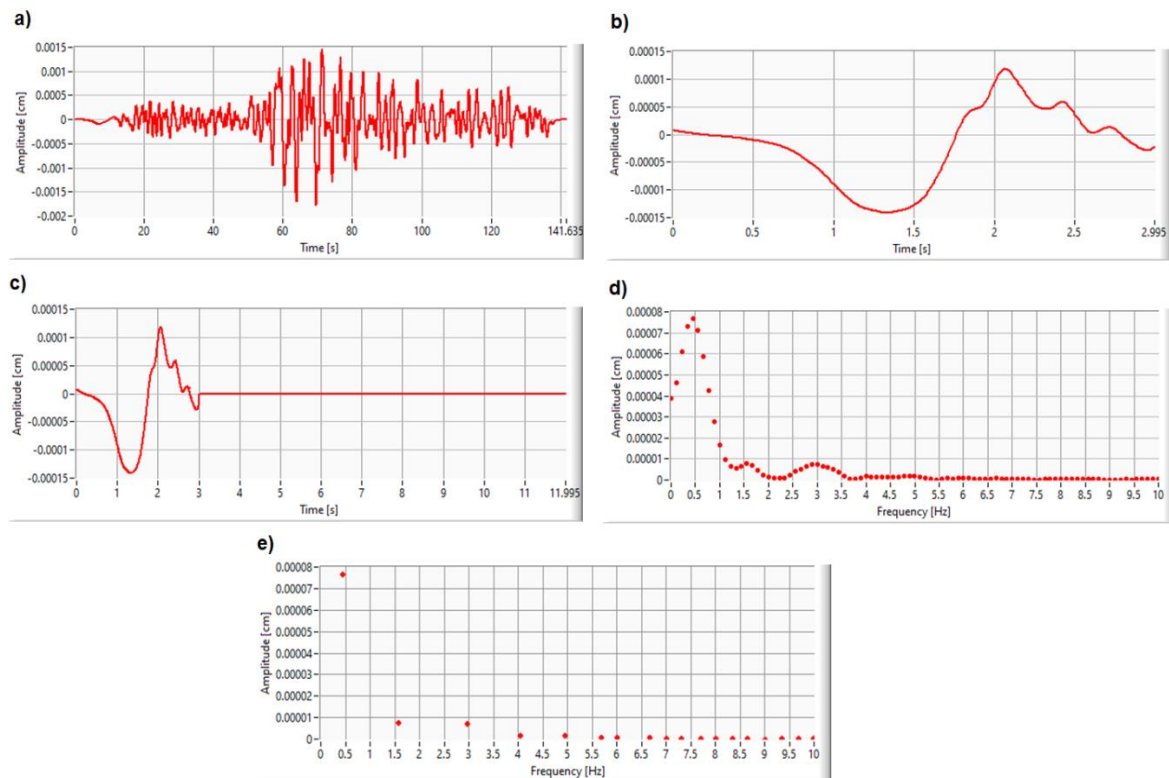 a)
0.0015
0.001
0.0005
0
-0.0005
-0.001
-0.0015
-0.002
Amplitude [cm]
0 20 40 60 80 100 120 141.635
Time [s]
b)
0.00015
0.0001
0.00005
0
-0.00005
-0.0001
-0.00015
Amplitude [cm]
0 0.5 1 1.5 2 2.5 2.995
Time [s]
c)
0.00015
0.0001
0.00005
0
-0.00005
-0.0001
-0.00015
Amplitude [cm]
0 1 2 3 4 5 6 7 8 9 10 11 11.995
Time [s]
d)
0.00008
0.00007
0.00006
0.00005
0.00004
0.00003
0.00002
0.00001
0
Amplitude [cm]
0 0.5 1 1.5 2 2.5 3 3.5 4 4.5 5 5.5 6 6.5 7 7.5 8 8.5 9 9.5 10
Frequency [Hz]
e)
0.00008
0.00007
0.00006
0.00005
0.00004
0.00003
0.00002
0.00001
0
Amplitude [cm]
0 0.5 1 1.5 2 2.5 3 3.5 4 4.5 5 5.5 6 6.5 7 7.5 8 8.5 9 9.5 10
Frequency [Hz]